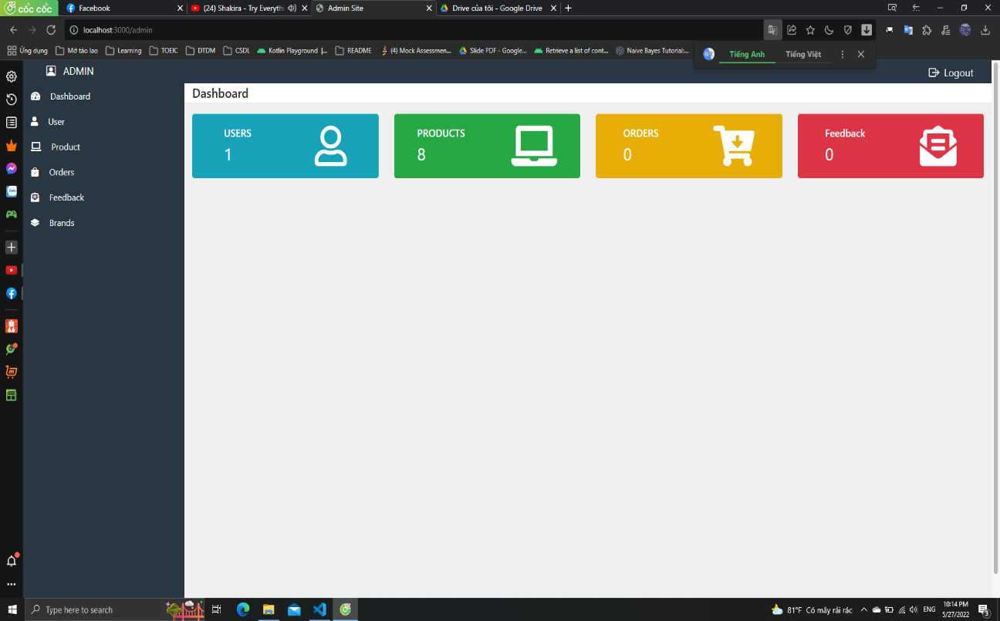 cốc cốc
Facebook
(24) Shakira - Try Everythi
Admin Site
Drive của tôi - Google Drive
localhost:3000/admin
Ứng dụng
Mớ tào lao
Learning
TOEIC
DTDM
CSDL
Kotlin Playground |...
README
(4) Mock Assessmen...
Slide PDF - Google...
Retrieve a list of cont...
Naive Bayes Tutorial:...
Tiếng Anh
Tiếng Việt
ADMIN
Logout
Dashboard
User
Product
Orders
Feedback
Brands
Dashboard
USERS
1
PRODUCTS
8
ORDERS
0
Feedback
0
Zalo
Type here to search
81°F Có mây rải rác
ENG
10:14 PM
5/27/2022
3